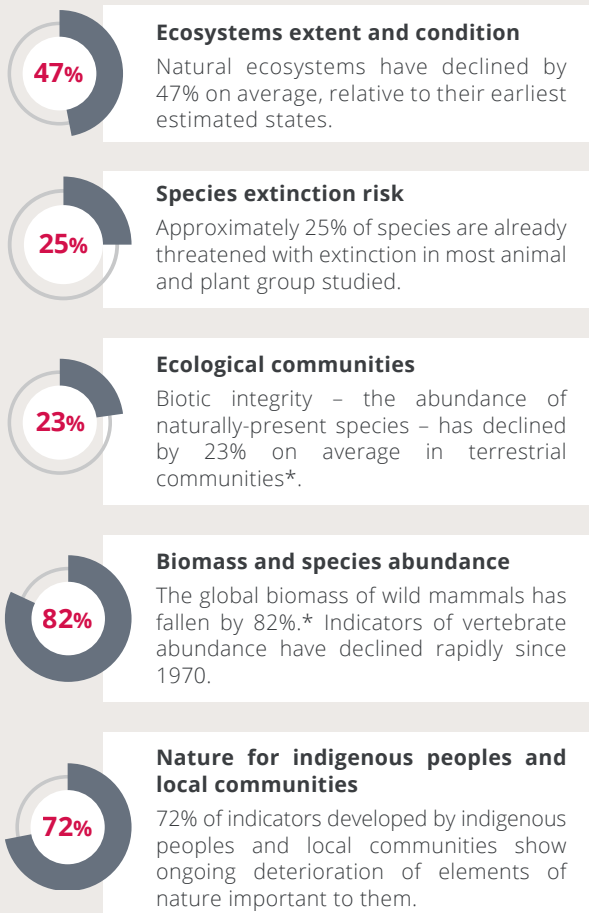 47%
Ecosystems extent and condition
Natural ecosystems have declined by
47% on average, relative to their earliest
estimated states.
25%
Species extinction risk
Approximately 25% of species are already
threatened with extinction in most animal
and plant group studied.
23%
Ecological communities
Biotic integrity – the abundance of
naturally-present species – has declined
by 23% on average in terrestrial
communities*.
82%
Biomass and species abundance
The global biomass of wild mammals has
fallen by 82%.* Indicators of vertebrate
abundance have declined rapidly since
1970.
72%
Nature for indigenous peoples and
local communities
72% of indicators developed by indigenous
peoples and local communities show
ongoing deterioration of elements of
nature important to them.